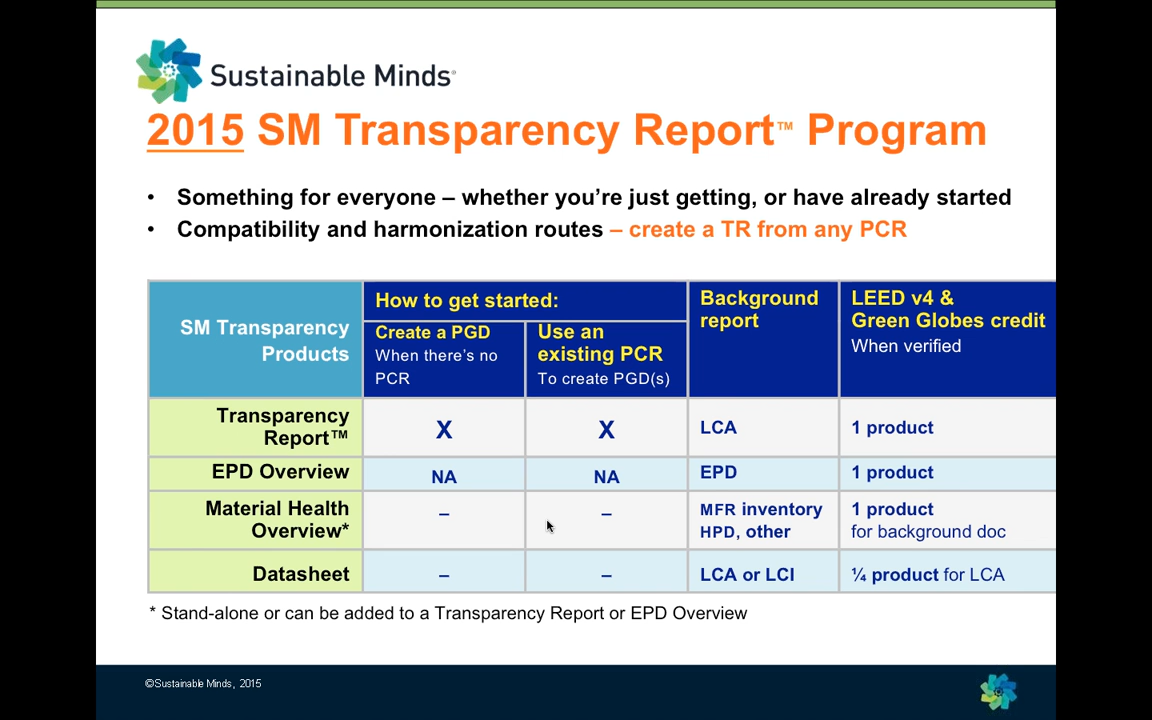 Sustainable Minds®
2015 SM Transparency Report™ Program
• Something for everyone – whether you're just getting, or have already started
• Compatibility and harmonization routes – create a TR from any PCR
SM Transparency
Products
How to get started:
Create a PGD
When there's no
PCR
Use an
existing PCR
To create PGD(s)
Background
report
LEED v4 &
Green Globes credit
When verified
Transparency
Report™
X
X
LCA
1 product
EPD Overview
NA
NA
EPD
1 product
Material Health
Overview*
–
–
MFR inventory
HPD, other
1 product
for background doc
Datasheet
–
–
LCA or LCI
¼ product for LCA
* Stand-alone or can be added to a Transparency Report or EPD Overview
©Sustainable Minds, 2015